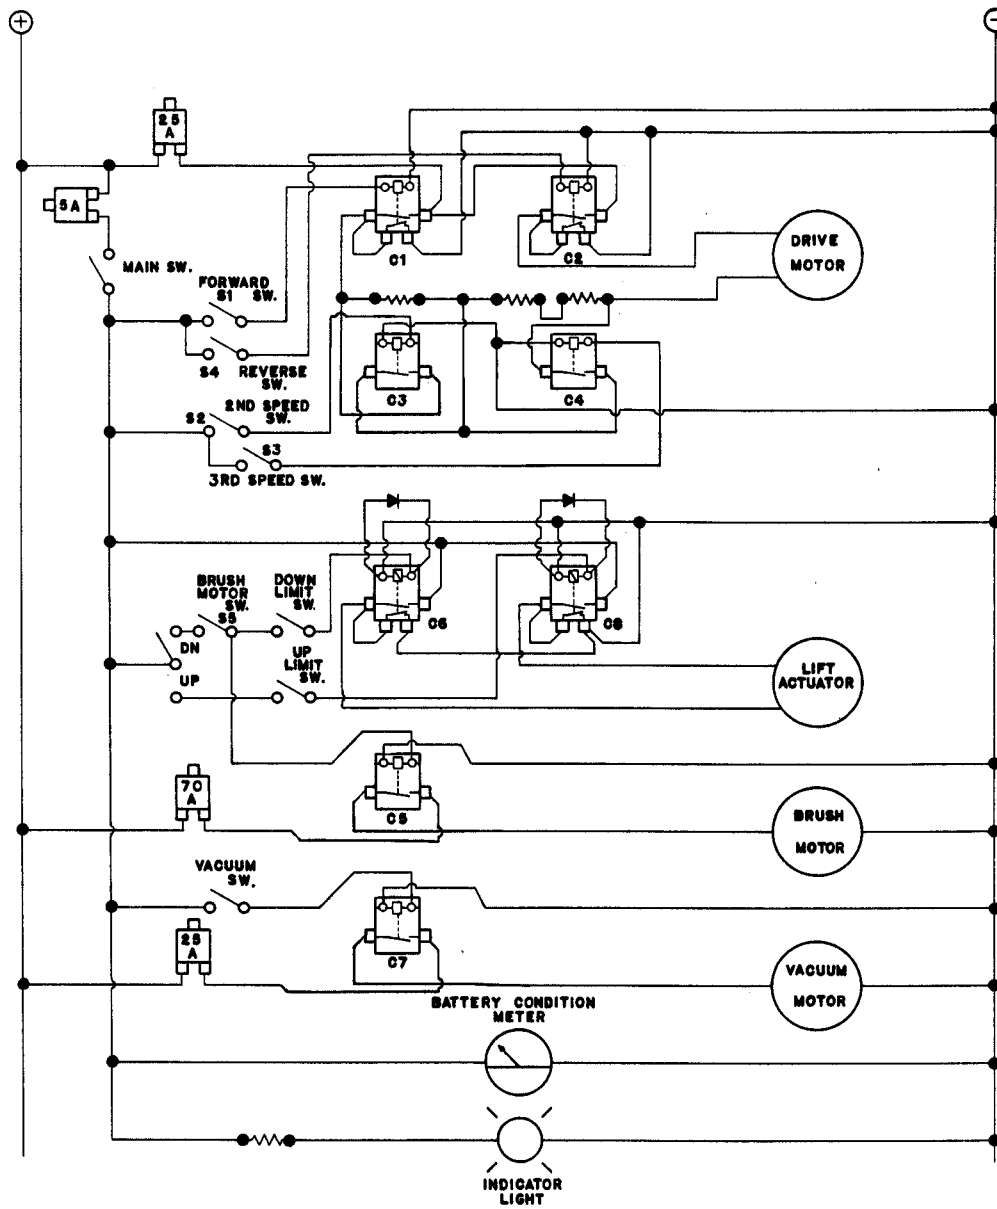 +
−
25
A
5A
MAIN SW.
C1
C2
DRIVE
MOTOR
FORWARD
S1 SW.
S4 REVERSE
SW.
C3
C4
S2
2ND SPEED
SW.
S3
3RD SPEED SW.
BRUSH
MOTOR
SW.
S5
DOWN
LIMIT
SW.
C6
C8
DN
UP
UP
LIMIT
SW.
LIFT
ACTUATOR
70
A
C5
BRUSH
MOTOR
VACUUM
SW.
25
A
C7
VACUUM
MOTOR
BATTERY CONDITION
METER
INDICATOR
LIGHT